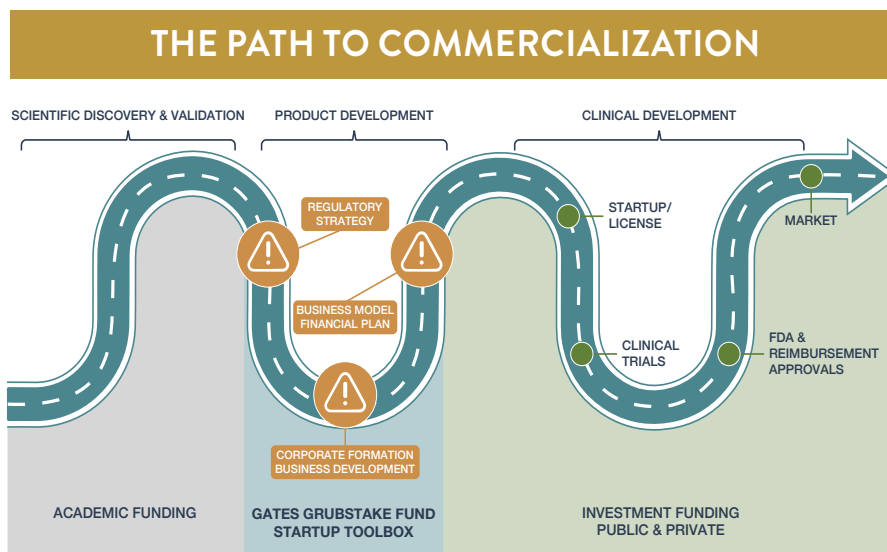 THE PATH TO COMMERCIALIZATION
SCIENTIFIC DISCOVERY & VALIDATION
PRODUCT DEVELOPMENT
CLINICAL DEVELOPMENT
REGULATORY
STRATEGY
BUSINESS MODEL
FINANCIAL PLAN
CORPORATE FORMATION
BUSINESS DEVELOPMENT
STARTUP/
LICENSE
CLINICAL
TRIALS
FDA &
REIMBURSEMENT
APPROVALS
MARKET
ACADEMIC FUNDING
GATES GRUBSTAKE FUND
STARTUP TOOLBOX
INVESTMENT FUNDING
PUBLIC & PRIVATE